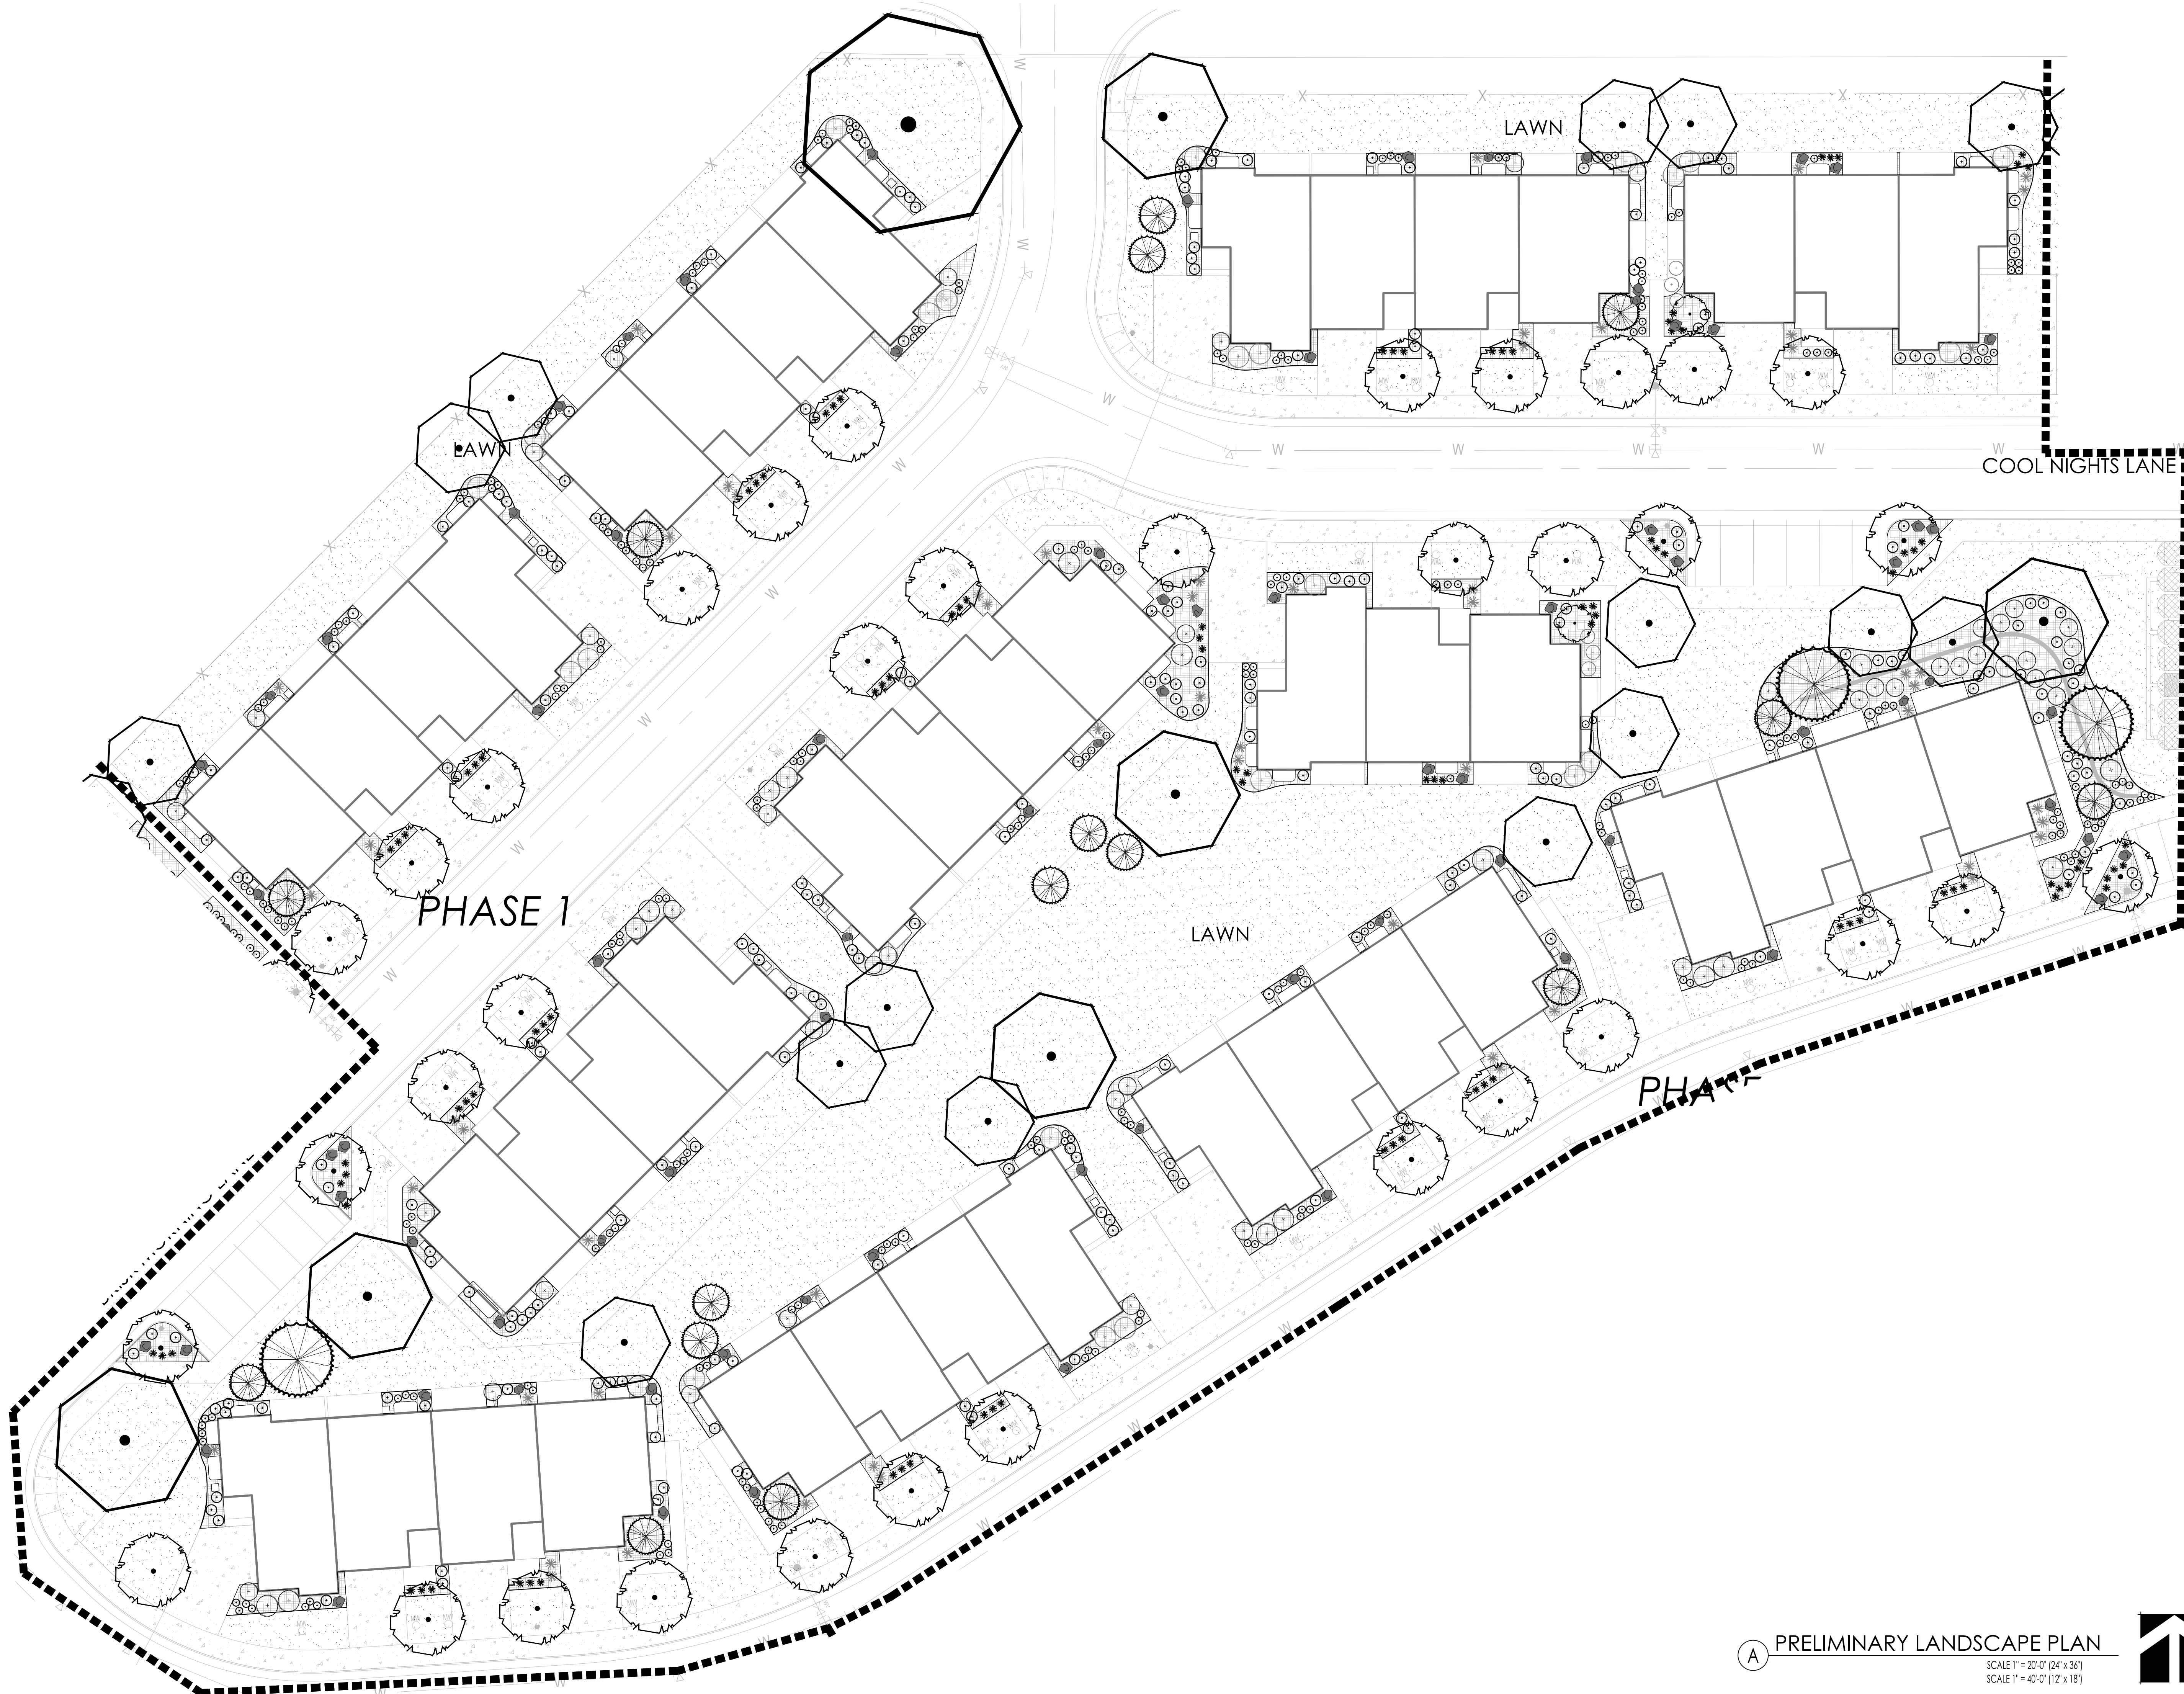 LAWN
LAWN
COOL NIGHTS LANE
PHASE 1
LAWN
A
PRELIMINARY LANDSCAPE PLAN
SCALE 1" = 20'-0" (24" x 36")
SCALE 1" = 40'-0" (12" x 18")